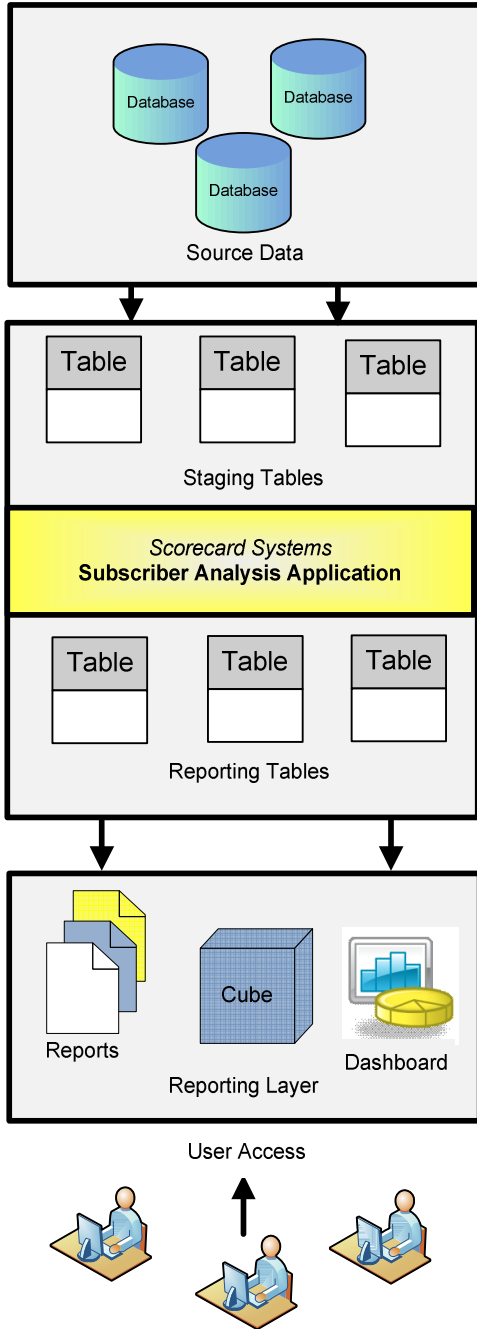 Database
Database
Database
Source Data
Table
Table
Table
Staging Tables
Scorecard Systems
Subscriber Analysis Application
Table
Table
Table
Reporting Tables
Reports
Cube
Dashboard
Reporting Layer
User Access